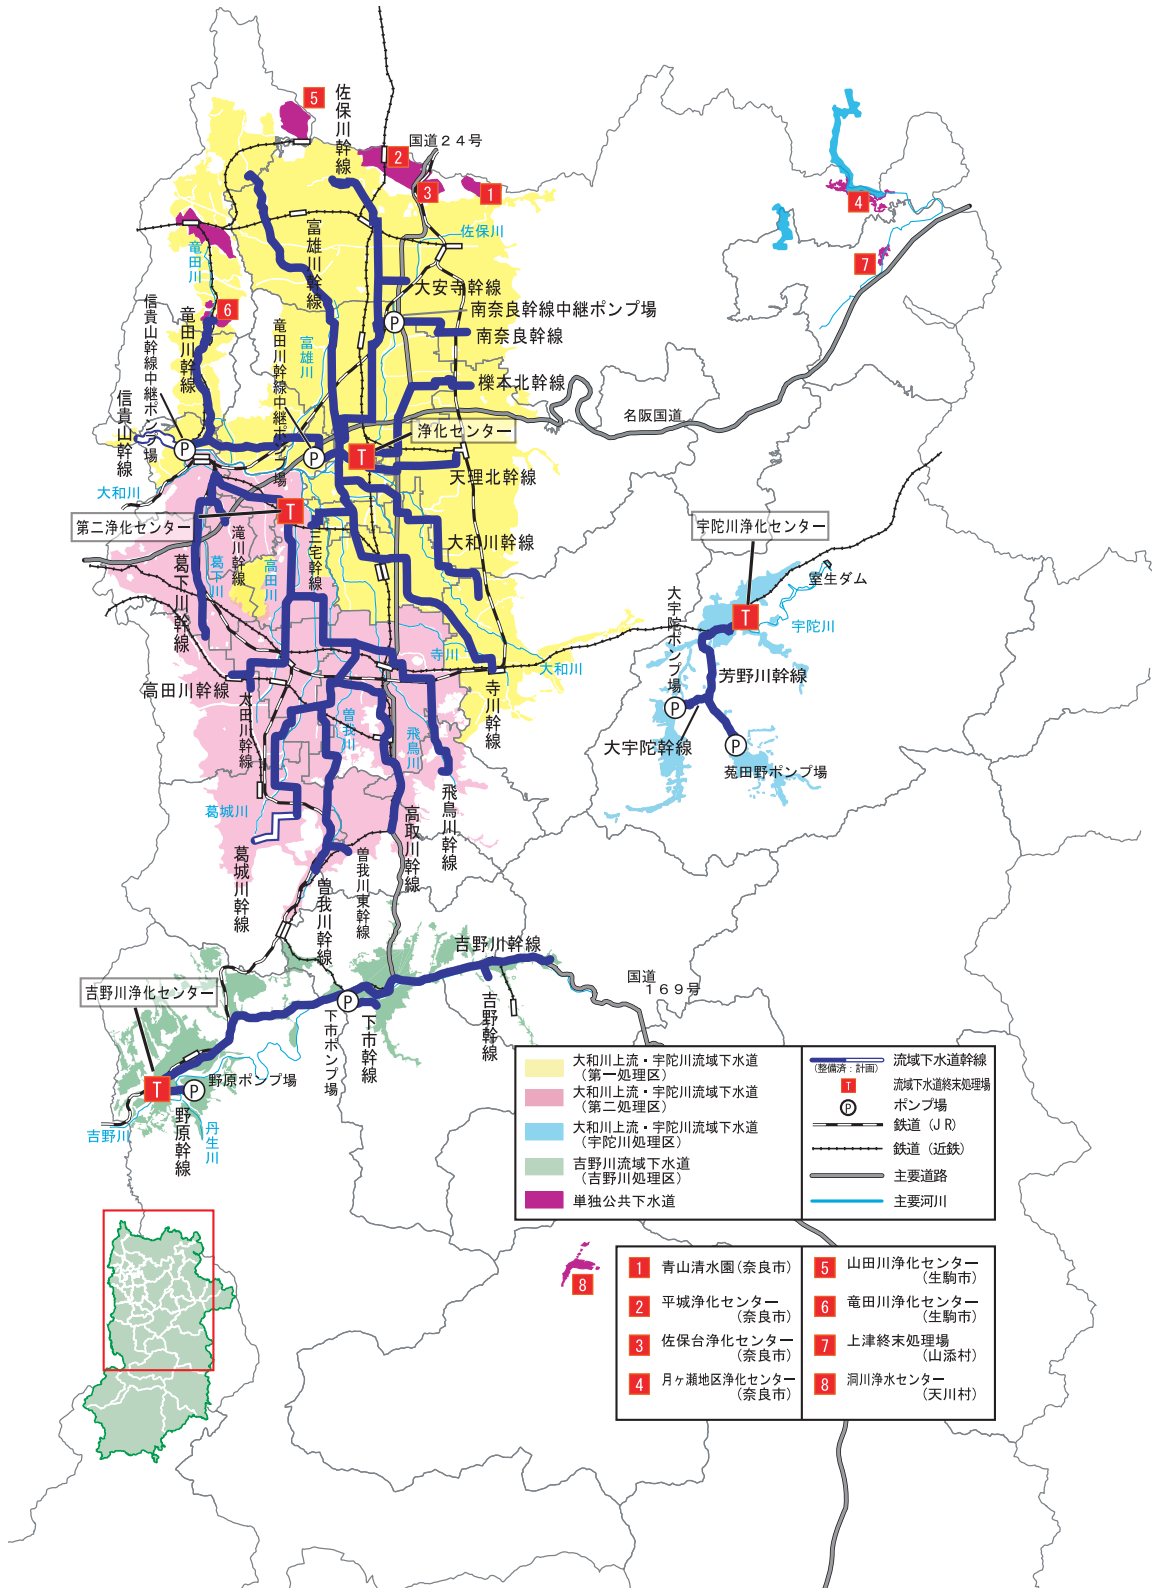 5
佐保川幹線
国道24号
2
3
1
4
7
富雄川幹線
佐保川
竜田川
大安寺幹線
南奈良幹線中継ポンプ場
南奈良幹線
6
信貴山幹線中継ポンプ場
竜田川幹線
竜田川幹線中継ポンプ場
富雄川
櫟本北幹線
名阪国道
信貴山幹線
浄化センター
P
P
P
T
天理北幹線
大和川
T
第二浄化センター
滝川幹線
三宅幹線
大和川幹線
宇陀川浄化センター
葛下川幹線
葛下川
高田川
室生ダム
大宇陀ポンプ場
T
宇陀川
寺川
大和川
高田川幹線
太田川幹線
寺川幹線
芳野川幹線
曽我川
飛鳥川
P
大宇陀幹線
P
菟田野ポンプ場
葛城川
葛城川幹線
曽我川幹線
曽我川東幹線
高取川幹線
飛鳥川幹線
吉野川幹線
吉野川浄化センター
国道
169号
P
下市ポンプ場
下市幹線
吉野幹線
T
P
野原ポンプ場
野原幹線
吉野川
丹生川
大和川上流・宇陀川流域下水道
(第一処理区)
大和川上流・宇陀川流域下水道
(第二処理区)
大和川上流・宇陀川流域下水道
(宇陀川処理区)
吉野川流域下水道
(吉野川処理区)
単独公共下水道
流域下水道幹線
(整備済:計画)
T 流域下水道終末処理場
P ポンプ場
鉄道(JR)
鉄道(近鉄)
主要道路
主要河川
8
1 青山清水園(奈良市)
2 平城浄化センター
(奈良市)
3 佐保台浄化センター
(奈良市)
4 月ヶ瀬地区浄化センター
(奈良市)
5 山田川浄化センター
(生駒市)
6 竜田川浄化センター
(生駒市)
7 上津終末処理場
(山添村)
8 洞川浄水センター
(天川村)